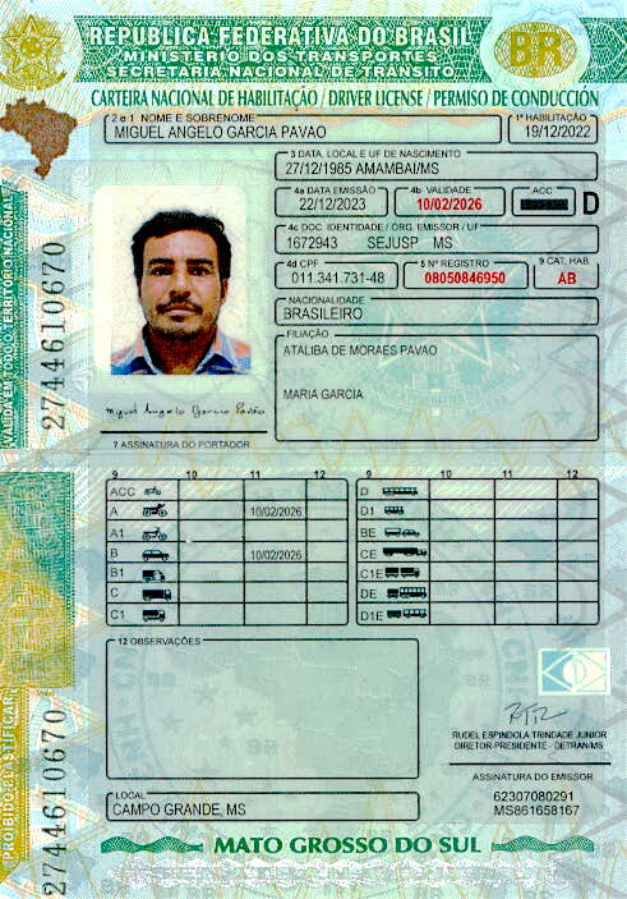 REPÚBLICA FEDERATIVA DO BRASIL
MINISTÉRIO DOS TRANSPORTES
SECRETARIA NACIONAL DE TRÂNSITO
BR
CARTEIRA NACIONAL DE HABILITAÇÃO / DRIVER LICENSE / PERMISO DE CONDUCCIÓN
2 e 1 NOME E SOBRENOME
MIGUEL ANGELO GARCIA PAVAO
1ª HABILITAÇÃO
19/12/2022
3 DATA, LOCAL E UF DE NASCIMENTO
27/12/1985 AMAMBAI/MS
4a DATA EMISSÃO
22/12/2023
4b VALIDADE
10/02/2026
ACC
D
4c DOC. IDENTIDADE / ORG. EMISSOR / UF
1672943 SEJUSP MS
4d CPF
011.341.731-48
5 Nº REGISTRO
08050846950
9 CAT. HAB.
AB
NACIONALIDADE
BRASILEIRO
FILIAÇÃO
ATALIBA DE MORAES PAVAO
MARIA GARCIA
Miguel Angelo Garcia Pavão
7 ASSINATURA DO PORTADOR
VÁLIDA EM TODO O TERRITÓRIO NACIONAL
2744610670
9 10 11 12 9 10 11 12
ACC D
A 10/02/2026 D1
A1 BE
B 10/02/2026 CE
B1 C1E
C DE
C1 D1E
12 OBSERVAÇÕES
PROIBIDO PLASTIFICAR
2744610670
RUDEL ESPINDOLA TRINDADE JUNIOR
DIRETOR-PRESIDENTE - DETRAN/MS
ASSINATURA DO EMISSOR
62307080291
MS861658167
LOCAL
CAMPO GRANDE, MS
MATO GROSSO DO SUL